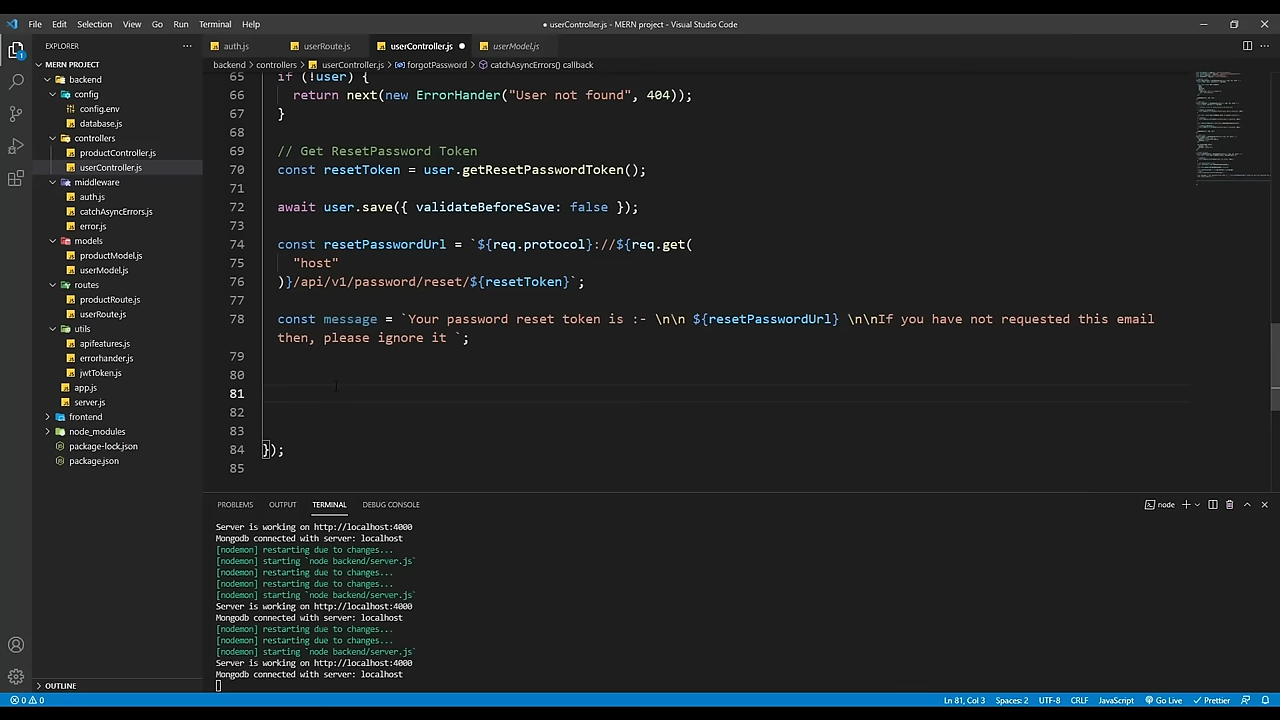 File Edit Selection View Go Run Terminal Help
● userController.js - MERN project - Visual Studio Code
EXPLORER
MERN PROJECT
backend
config
config.env
database.js
controllers
productController.js
userController.js
middleware
auth.js
catchAsyncErrors.js
error.js
models
productModel.js
userModel.js
routes
productRoute.js
userRoute.js
utils
apifeatures.js
errorhander.js
jwtToken.js
app.js
server.js
frontend
node_modules
package-lock.json
package.json
OUTLINE
auth.js userRoute.js userController.js userModel.js
backend > controllers > userController.js > forgotPassword > catchAsyncErrors() callback
65 if (!user) {
66 return next(new ErrorHander("User not found", 404));
67 }
68
69 // Get ResetPassword Token
70 const resetToken = user.getResetPasswordToken();
71
72 await user.save({ validateBeforeSave: false });
73
74 const resetPasswordUrl = `${req.protocol}://${req.get(
75 "host"
76 )}/api/v1/password/reset/${resetToken}`;
77
78 const message = `Your password reset token is :- \n\n ${resetPasswordUrl} \n\nIf you have not requested this email
then, please ignore it `;
79
80
81
82
83
84 });
85
PROBLEMS OUTPUT TERMINAL DEBUG CONSOLE
node
Server is working on http://localhost:4000
Mongodb connected with server: localhost
[nodemon] restarting due to changes...
[nodemon] starting `node backend/server.js`
[nodemon] restarting due to changes...
[nodemon] restarting due to changes...
[nodemon] starting `node backend/server.js`
Server is working on http://localhost:4000
Mongodb connected with server: localhost
[nodemon] restarting due to changes...
[nodemon] restarting due to changes...
[nodemon] starting `node backend/server.js`
Server is working on http://localhost:4000
Mongodb connected with server: localhost
0 0 Ln 81, Col 3 Spaces: 2 UTF-8 CRLF JavaScript Go Live Prettier